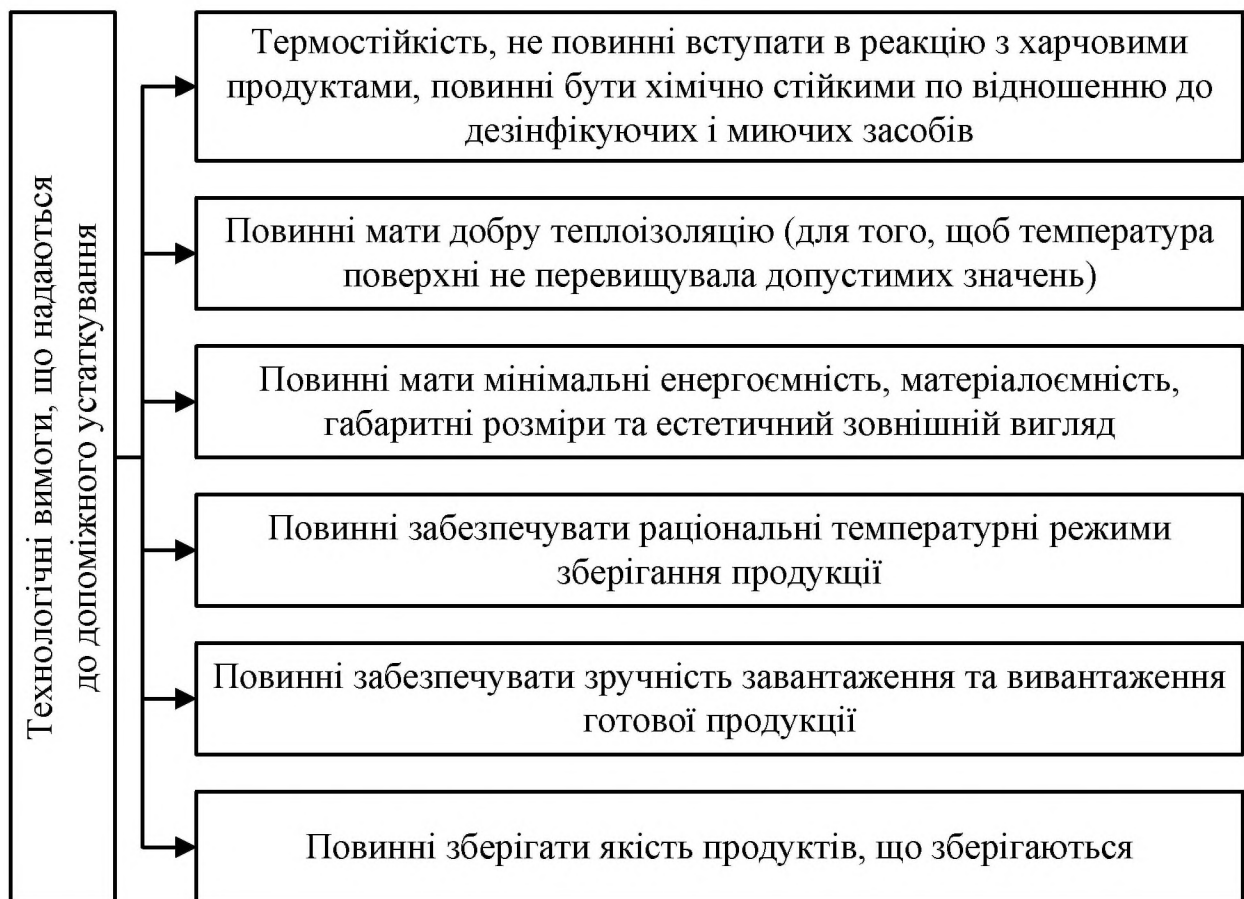 Технологічні вимоги, що надаються
до допоміжного устаткування
Термостійкість, не повинні вступати в реакцію з харчовими
продуктами, повинні бути хімічно стійкими по відношенню до
дезінфікуючих і миючих засобів
Повинні мати добру теплоізоляцію (для того, щоб температура
поверхні не перевищувала допустимих значень)
Повинні мати мінімальні енергоємність, матеріалоємність,
габаритні розміри та естетичний зовнішній вигляд
Повинні забезпечувати раціональні температурні режими
зберігання продукції
Повинні забезпечувати зручність завантаження та вивантаження
готової продукції
Повинні зберігати якість продуктів, що зберігаються